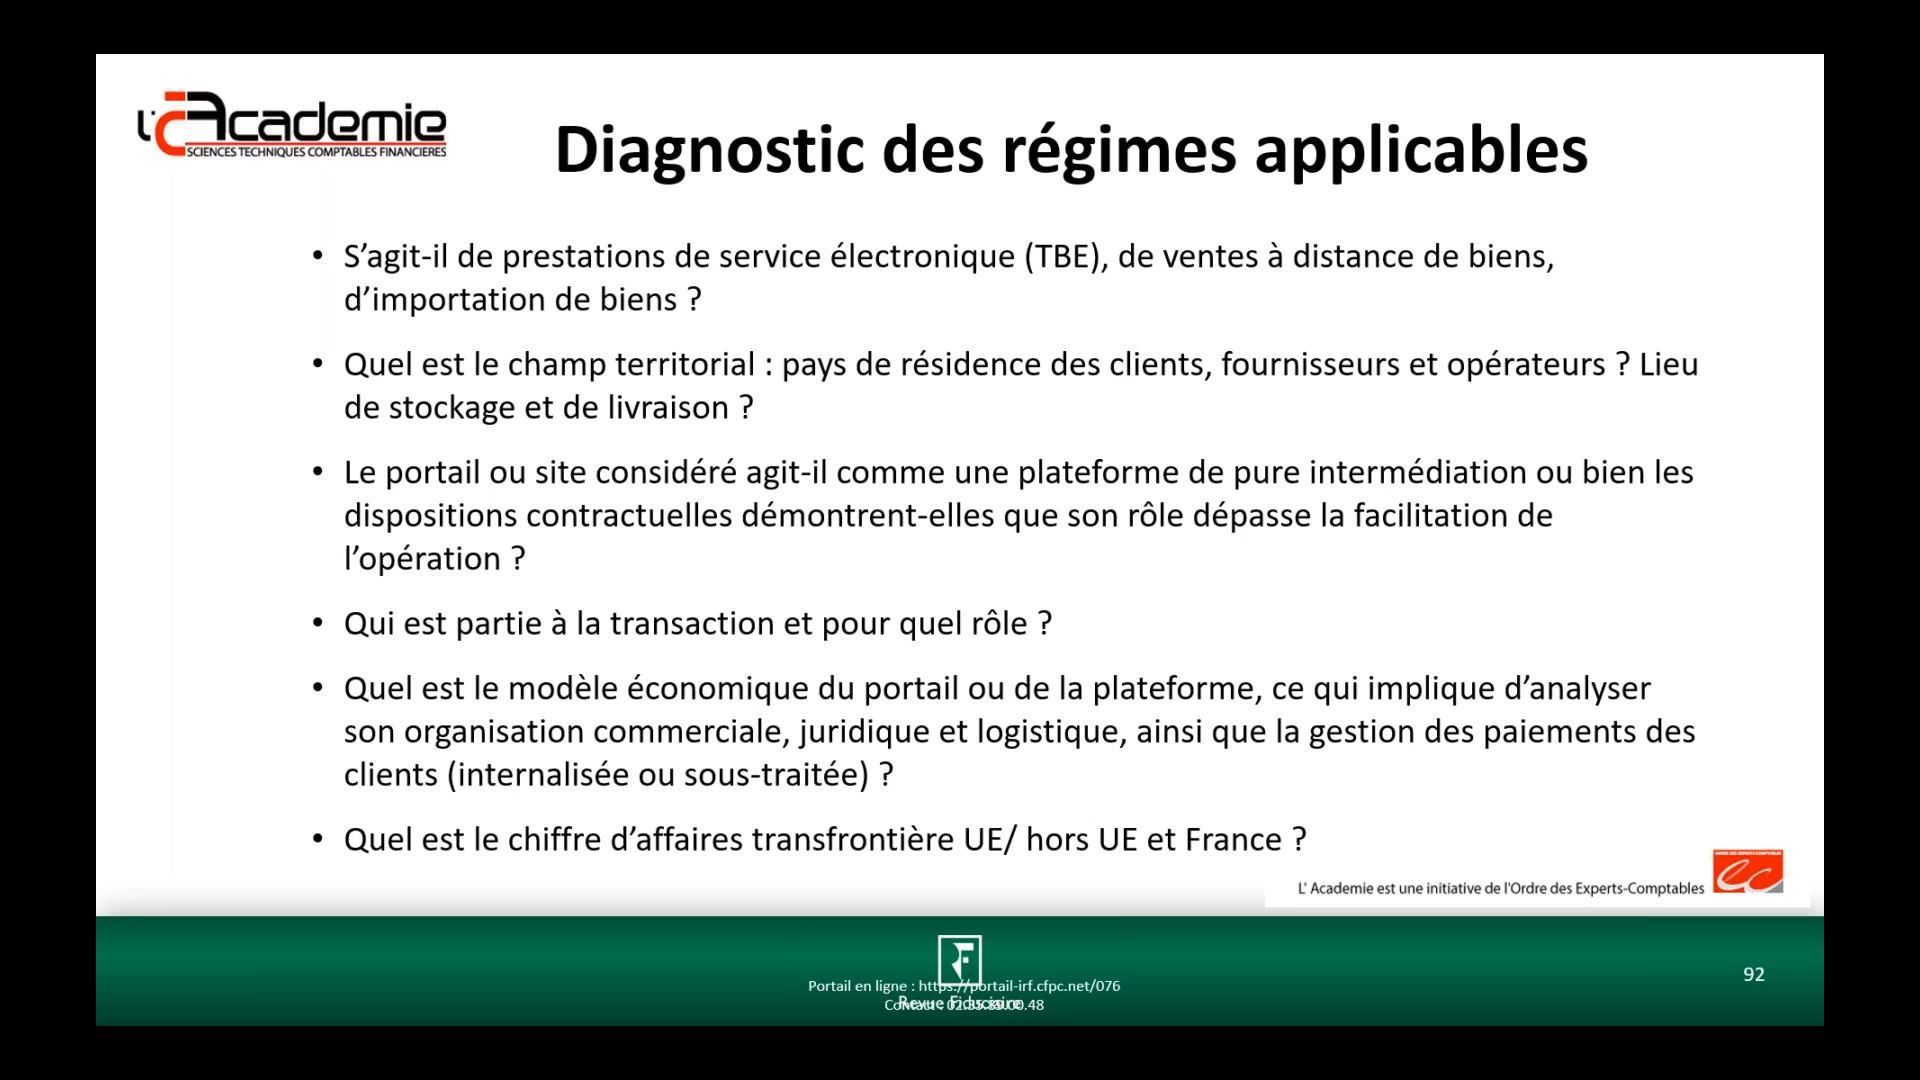 L'Academie
SCIENCES TECHNIQUES COMPTABLES FINANCIERES
Diagnostic des régimes applicables
• S’agit-il de prestations de service électronique (TBE), de ventes à distance de biens,
d’importation de biens ?
• Quel est le champ territorial : pays de résidence des clients, fournisseurs et opérateurs ? Lieu
de stockage et de livraison ?
• Le portail ou site considéré agit-il comme une plateforme de pure intermédiation ou bien les
dispositions contractuelles démontrent-elles que son rôle dépasse la facilitation de
l’opération ?
• Qui est partie à la transaction et pour quel rôle ?
• Quel est le modèle économique du portail ou de la plateforme, ce qui implique d’analyser
son organisation commerciale, juridique et logistique, ainsi que la gestion des paiements des
clients (internalisée ou sous-traitée) ?
• Quel est le chiffre d’affaires transfrontière UE/ hors UE et France ?
L' Academie est une initiative de l'Ordre des Experts-Comptables
ec
Portail en ligne : https://portail-irf.cfpc.net/076
Revue Fiduciaire
92